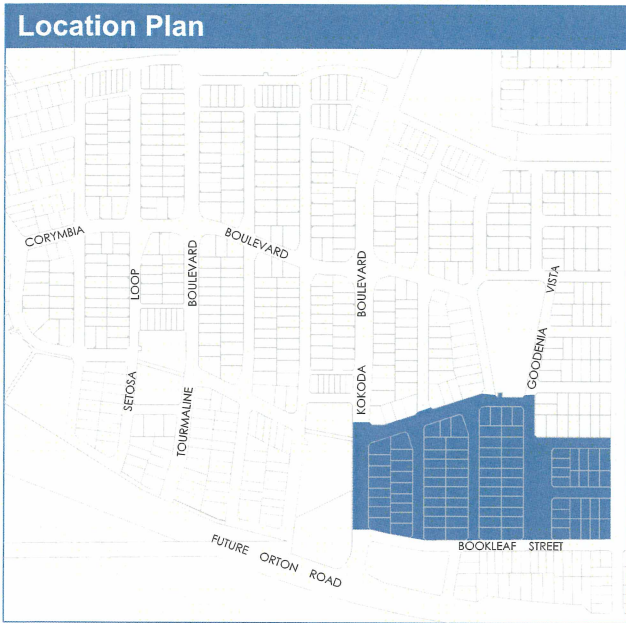 Location Plan
CORYMBIA
BOULEVARD
LOOP
SETOSA
BOULEVARD
TOURMALINE
BOULEVARD
KOKODA
VISTA
GOODENIA
BOOKLEAF STREET
FUTURE ORTON ROAD